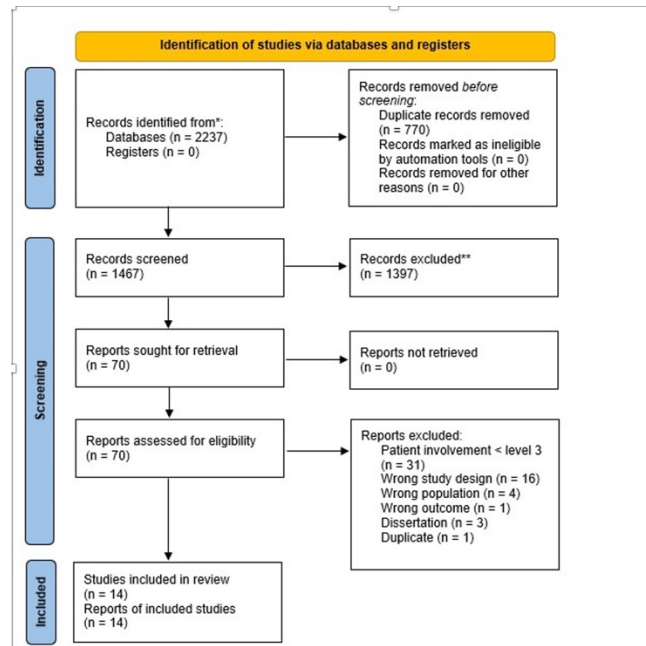 Identification of studies via databases and registers
Identification
Records identified from*:
Databases (n = 2237)
Registers (n = 0)
Records removed before
screening:
Duplicate records removed
(n = 770)
Records marked as ineligible
by automation tools (n = 0)
Records removed for other
reasons (n = 0)
Screening
Records screened
(n = 1467)
Records excluded**
(n = 1397)
Reports sought for retrieval
(n = 70)
Reports not retrieved
(n = 0)
Reports assessed for eligibility
(n = 70)
Reports excluded:
Patient involvement < level 3
(n = 31)
Wrong study design (n = 16)
Wrong population (n = 4)
Wrong outcome (n = 1)
Dissertation (n = 3)
Duplicate (n = 1)
Included
Studies included in review
(n = 14)
Reports of included studies
(n = 14)